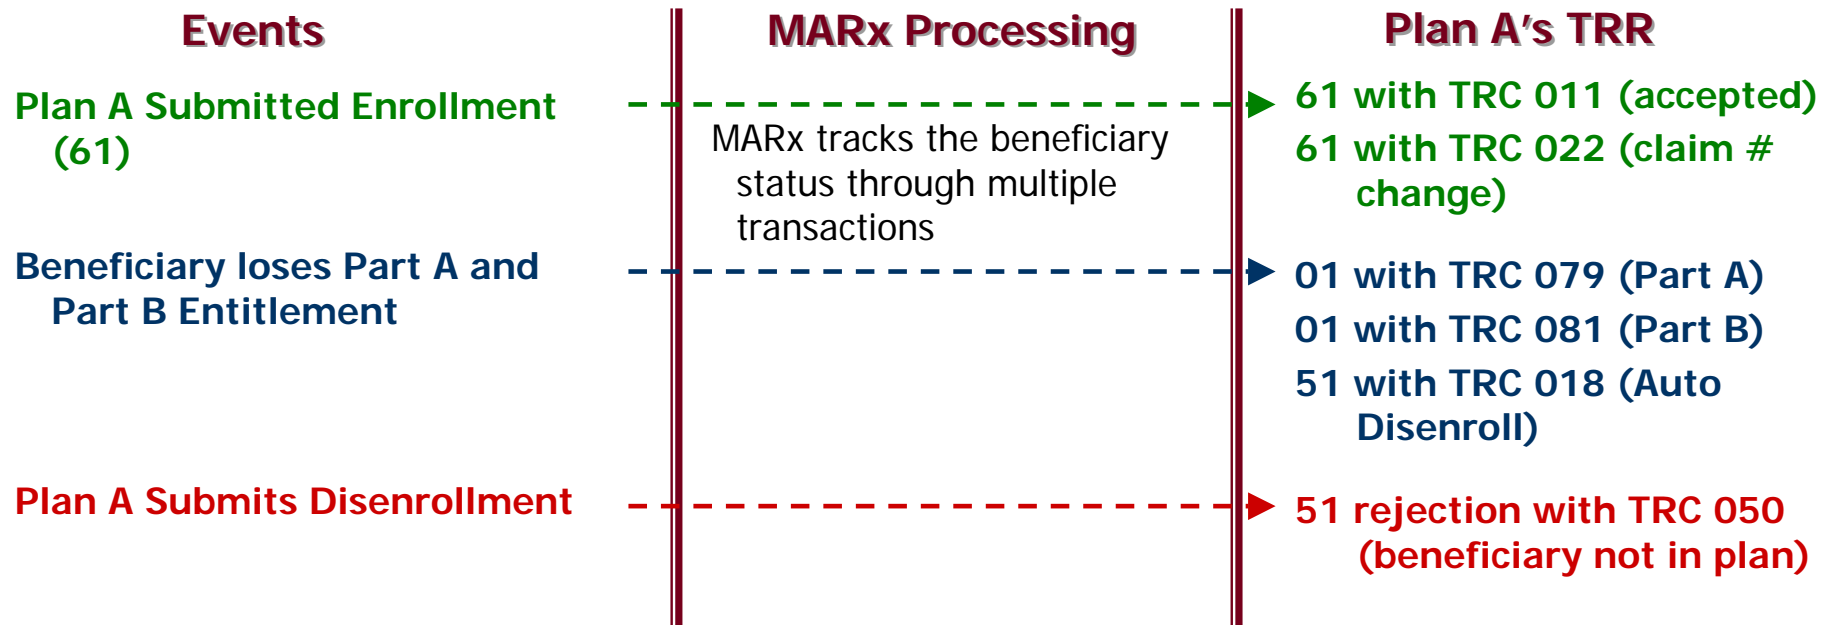 Events
MARx Processing
Plan A's TRR
Plan A Submitted Enrollment
(61)
MARx tracks the beneficiary
status through multiple
transactions
61 with TRC 011 (accepted)
61 with TRC 022 (claim #
change)
Beneficiary loses Part A and
Part B Entitlement
01 with TRC 079 (Part A)
01 with TRC 081 (Part B)
51 with TRC 018 (Auto
Disenroll)
Plan A Submits Disenrollment
51 rejection with TRC 050
(beneficiary not in plan)